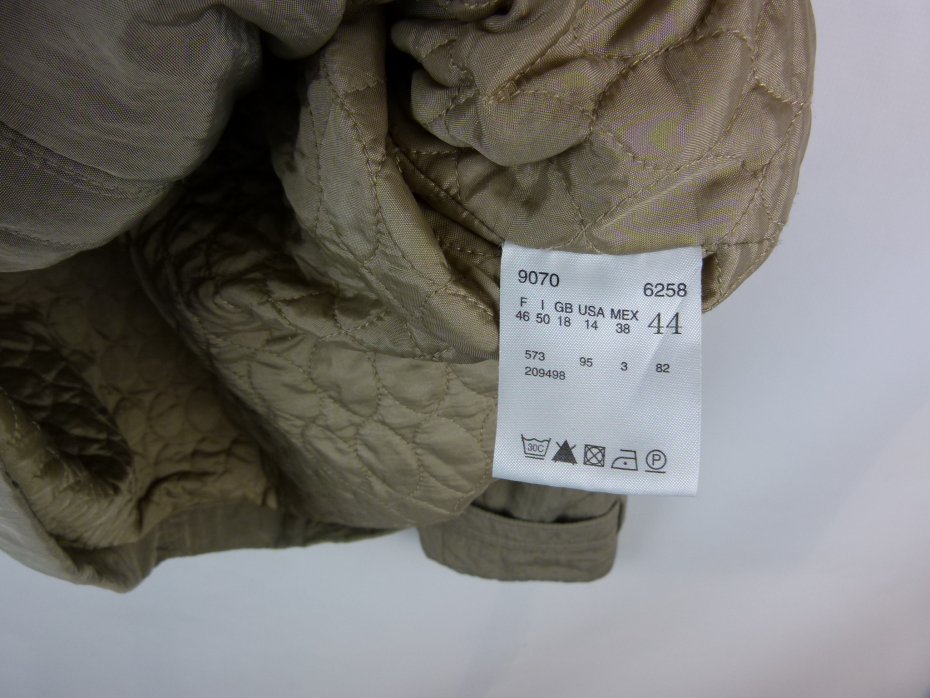 9070 6258
F I GB USA MEX 44
46 50 18 14 38
573 95 3 82
209498
30C
P